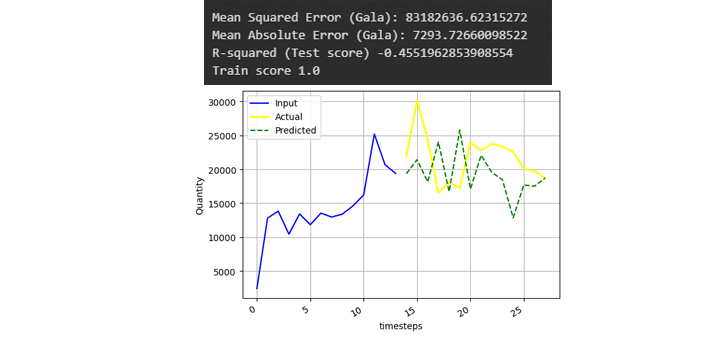 Mean Squared Error (Gala): 83182636.62315272
Mean Absolute Error (Gala): 7293.72660098522
R-squared (Test score) -0.4551962853908554
Train score 1.0
Input
Actual
Predicted
30000
25000
20000
15000
10000
5000
Quantity
0
5
10
15
20
25
timesteps